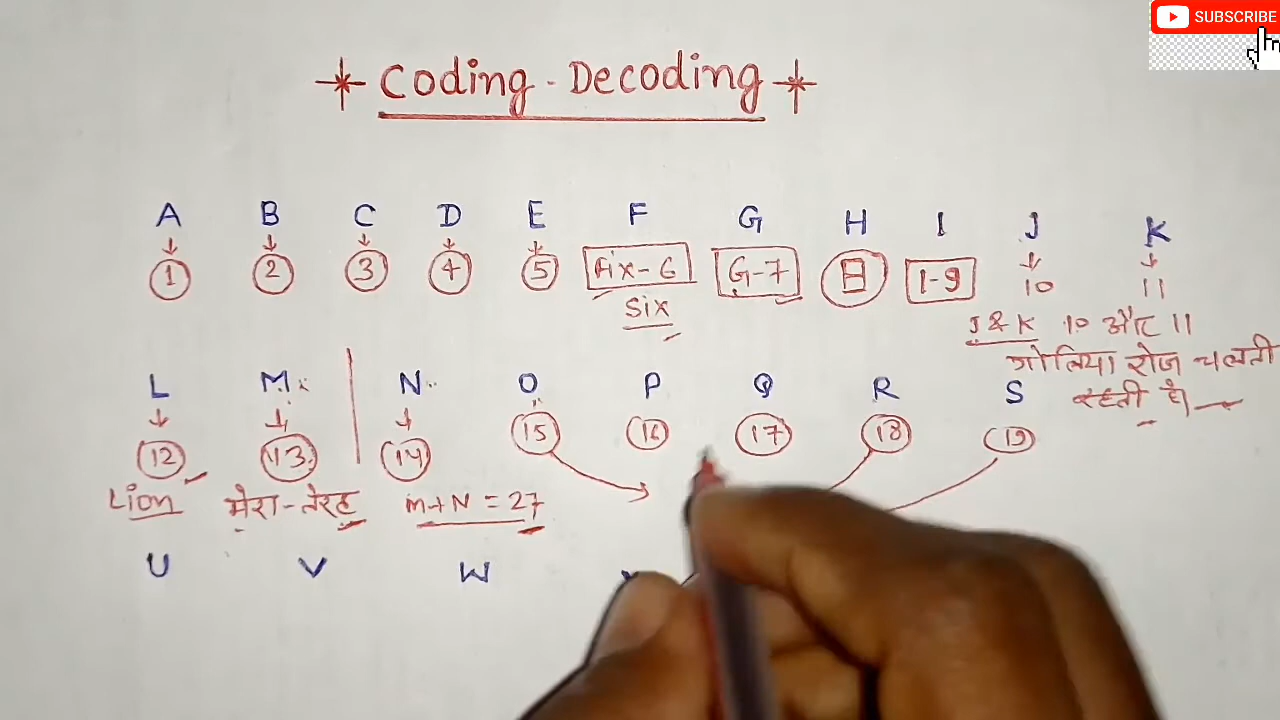 SUBSCRIBE
Coding - Decoding
A B C D E F G H I J K
1 2 3 4 5 Fix-6 G-7 8 1-9 10 11
Six
J & K 10 और 11
गोलिया रोज चलती
रहती है।
L M N O P Q R S
12 13 14 15 16 17 18 19
Lion मेरा-तेरह M+N = 27
U V W